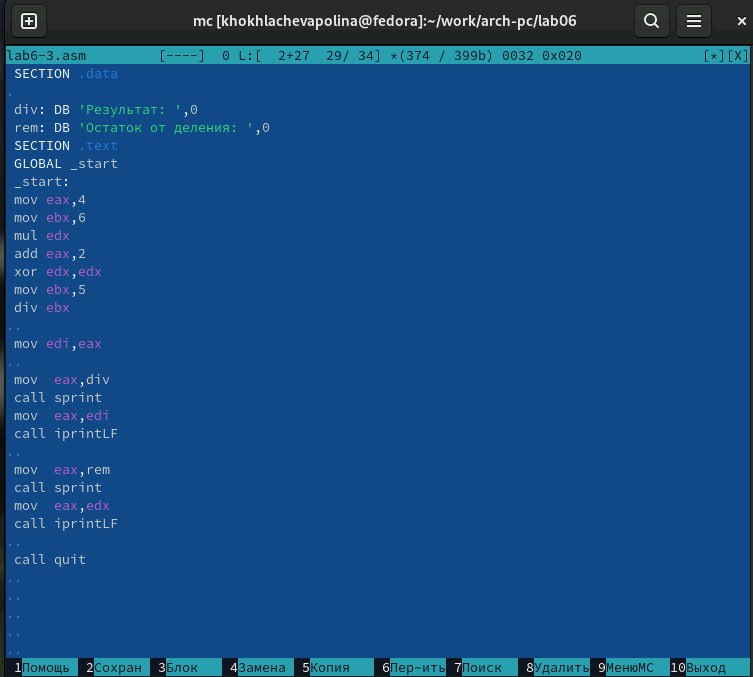 mc [khokhlachevapolina@fedora]:~/work/arch-pc/lab06
lab6-3.asm [----] 0 L:[ 2+27 29/ 34] *(374 / 399b) 0032 0x020 [*][X]
SECTION .data
.
div: DB 'Результат: ',0
rem: DB 'Остаток от деления: ',0
SECTION .text
GLOBAL _start
_start:
mov eax,4
mov ebx,6
mul edx
add eax,2
xor edx,edx
mov ebx,5
div ebx
..
mov edi,eax
..
mov  eax,div
call sprint
mov  eax,edi
call iprintLF
..
mov  eax,rem
call sprint
mov  eax,edx
call iprintLF
..
call quit
..
..
..
..
..
1Помощь 2Сохран 3Блок 4Замена 5Копия 6Пер~ить 7Поиск 8Удалить 9МенюМС 10Выход